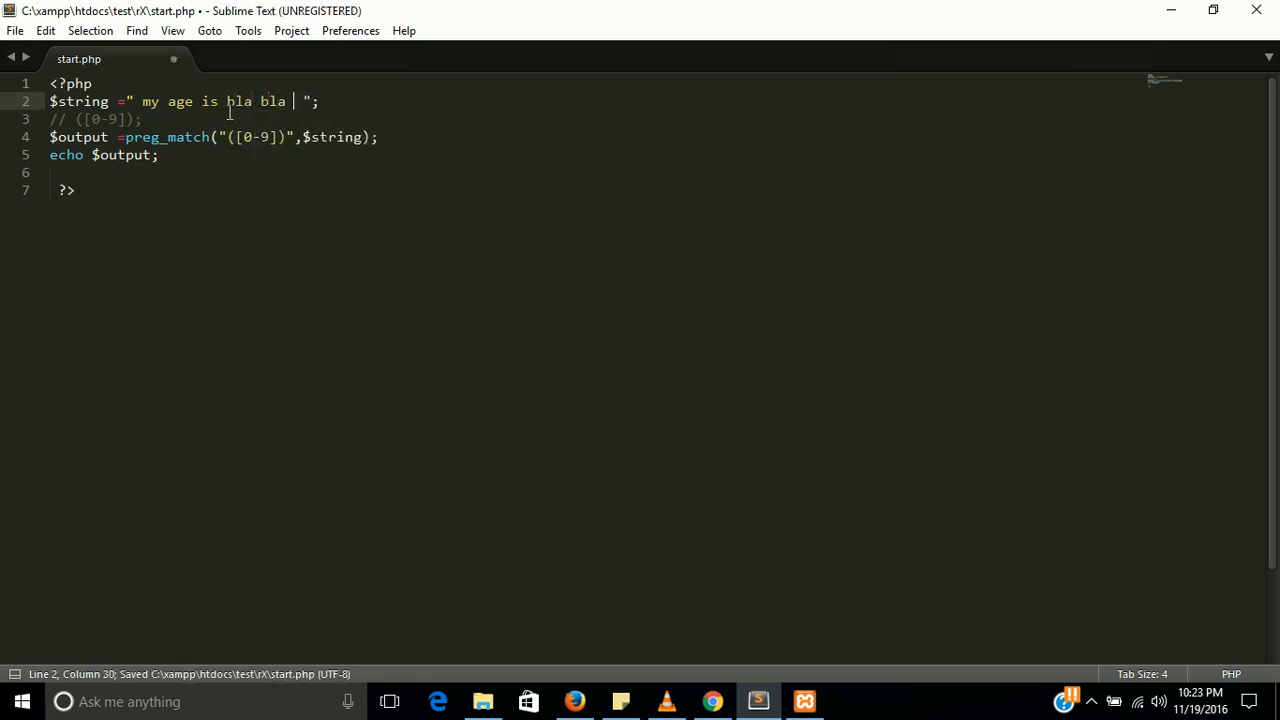 C:\xampp\htdocs\test\rX\start.php • - Sublime Text (UNREGISTERED)
File Edit Selection Find View Goto Tools Project Preferences Help
start.php
1 <?php
2 $string =" my age is bla bla  ";
3 // ([0-9]);
4 $output =preg_match("([0-9])",$string);
5 echo $output;
6
7 ?>
Line 2, Column 30; Saved C:\xampp\htdocs\test\rX\start.php (UTF-8) Tab Size: 4 PHP
Ask me anything
10:23 PM
11/19/2016